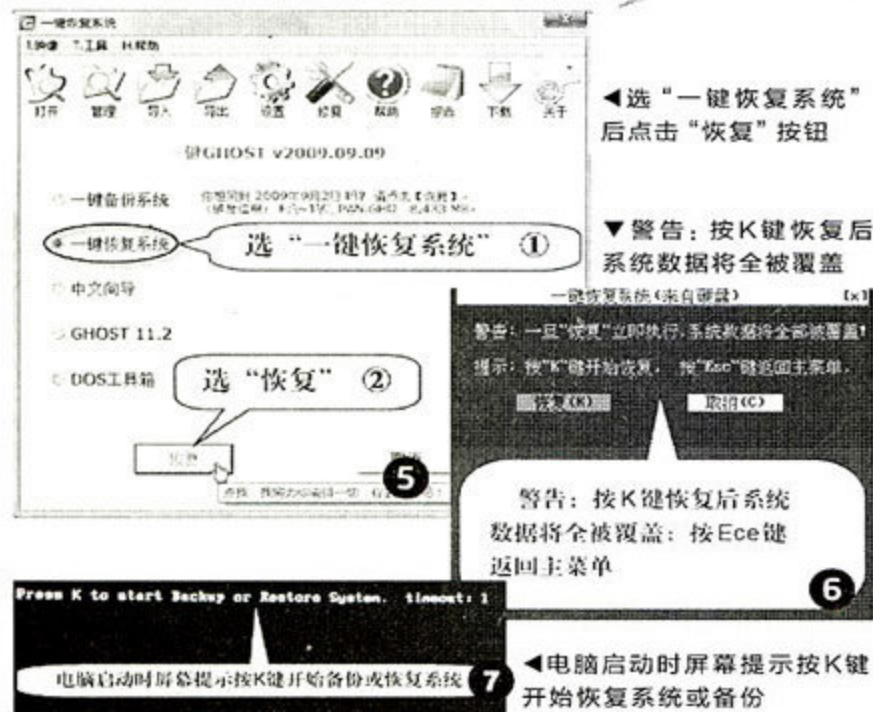 一键恢复系统
T.工具 H.帮助
打开 管理 导入 导出 设置 修复 帮助 下载 关于
键GHOST v2009.09.09
一键备份系统
一键恢复系统
选“一键恢复系统” ①
中文向导
GHOST 11.2
DOS工具箱
选“恢复” ②
恢复
5
◀选“一键恢复系统”
后点击“恢复”按钮
▼警告：按K键恢复后
系统数据将全被覆盖
一键恢复系统(来自硬盘) [x]
警告：一旦"恢复"立即执行,系统数据将全部被覆盖!
提示：按"K"键开始恢复， 按"Esc"键返回主菜单。
恢复(K) 取消(C)
警告：按K键恢复后系统
数据将全被覆盖：按Ece键
返回主菜单
6
Press K to start Backup or Restore System. timeout: 1
电脑启动时屏幕提示按K键开始备份或恢复系统
7
◀电脑启动时屏幕提示按K键
开始恢复系统或备份